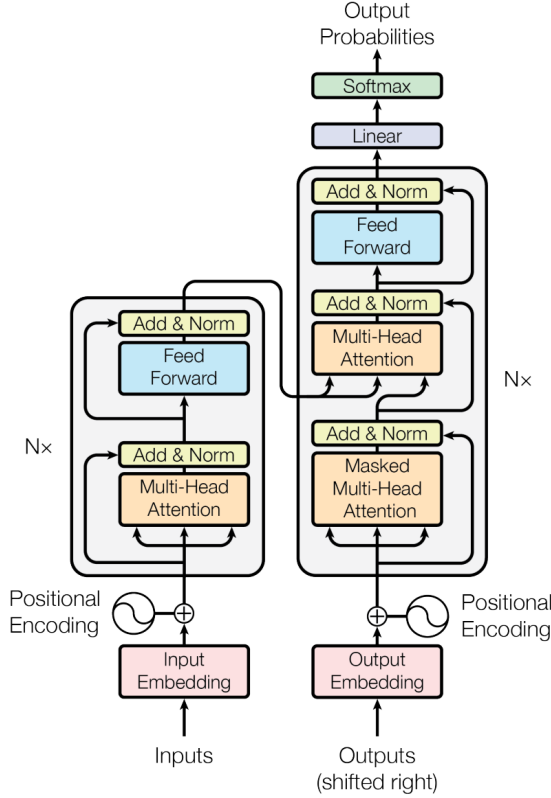 Output
Probabilities
Softmax
Linear
Add & Norm
Feed
Forward
Add & Norm
Multi-Head
Attention
Add & Norm
Masked
Multi-Head
Attention
N×
Add & Norm
Feed
Forward
Add & Norm
Multi-Head
Attention
N×
Positional
Encoding
Positional
Encoding
Input
Embedding
Output
Embedding
Inputs
Outputs
(shifted right)